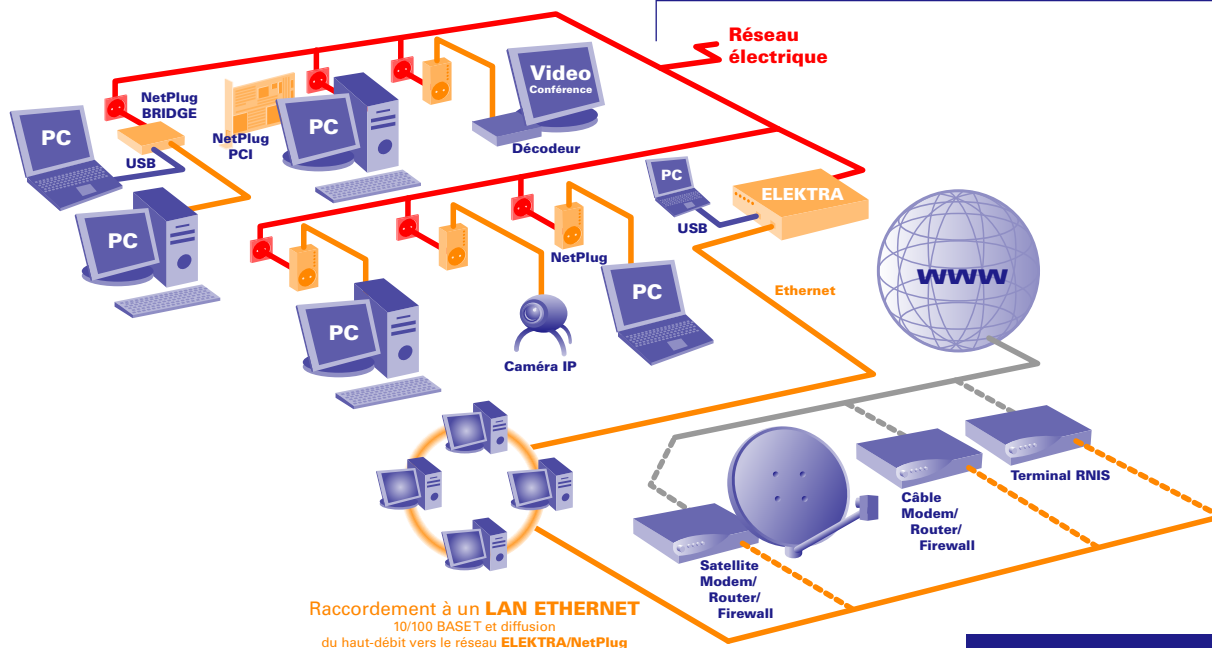 Réseau
électrique
Video
Conférence
NetPlug
BRIDGE
PC
PC
NetPlug
PCI
USB
Décodeur
PC
ELEKTRA
USB
PC
NetPlug
WWW
PC
PC
Ethernet
Caméra IP
Terminal RNIS
Câble
Modem/
Router/
Firewall
Satellite
Modem/
Router/
Firewall
Raccordement à un LAN ETHERNET
10/100 BASET et diffusion
du haut-débit vers le réseau ELEKTRA/NetPlug